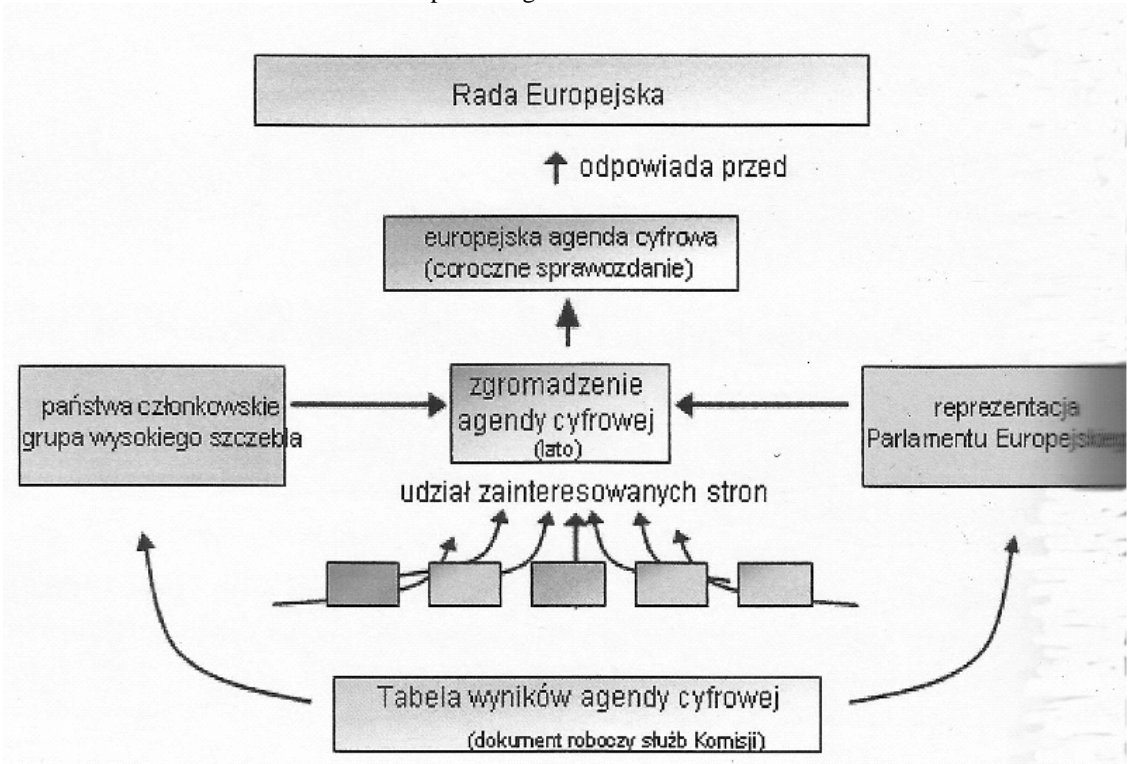 Rada Europejska
odpowiada przed
europejska agenda cyfrowa
(coroczne sprawozdanie)
państwa członkowskie
grupa wysokiego szczebla
zgromadzenie
agendy cyfrowej
(lato)
reprezentacja
Parlamentu Europejskiego
udział zainteresowanych stron
Tabela wyników agendy cyfrowej
(dokument roboczy służb Komisji)